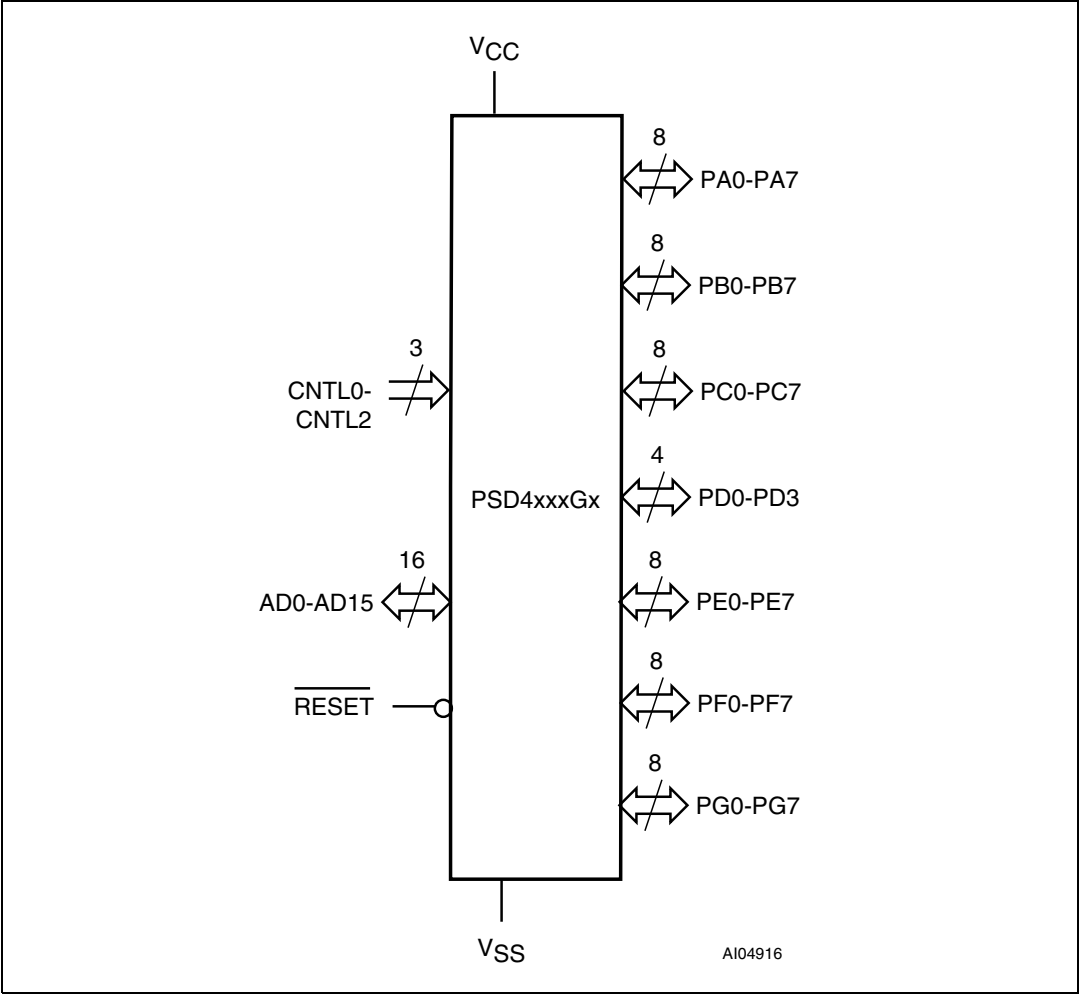 VCC
8
PA0-PA7
8
PB0-PB7
3
CNTL0-
CNTL2
8
PC0-PC7
4
PD0-PD3
PSD4xxxGx
16
AD0-AD15
8
PE0-PE7
RESET
8
PF0-PF7
8
PG0-PG7
VSS
AI04916